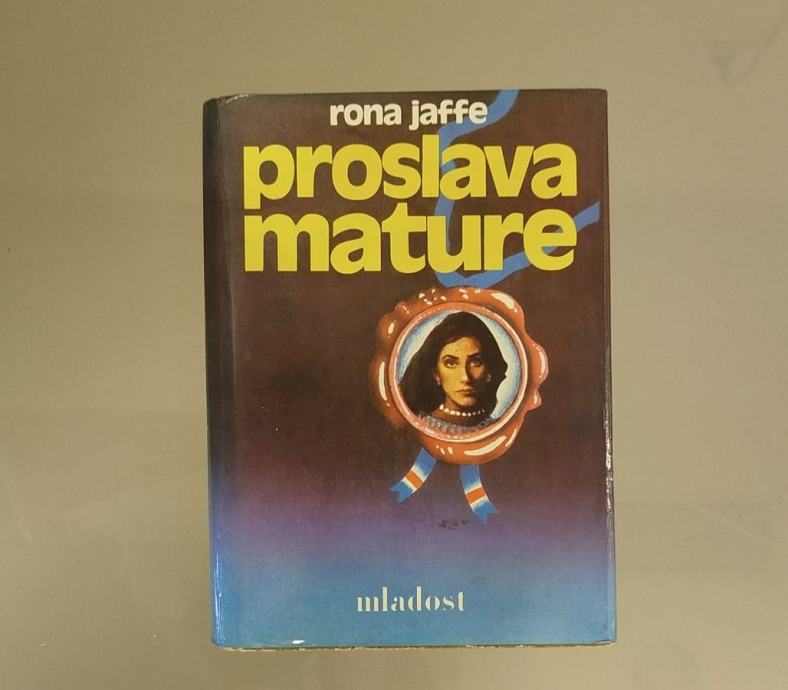 rona jaffe
proslava
mature
mladost